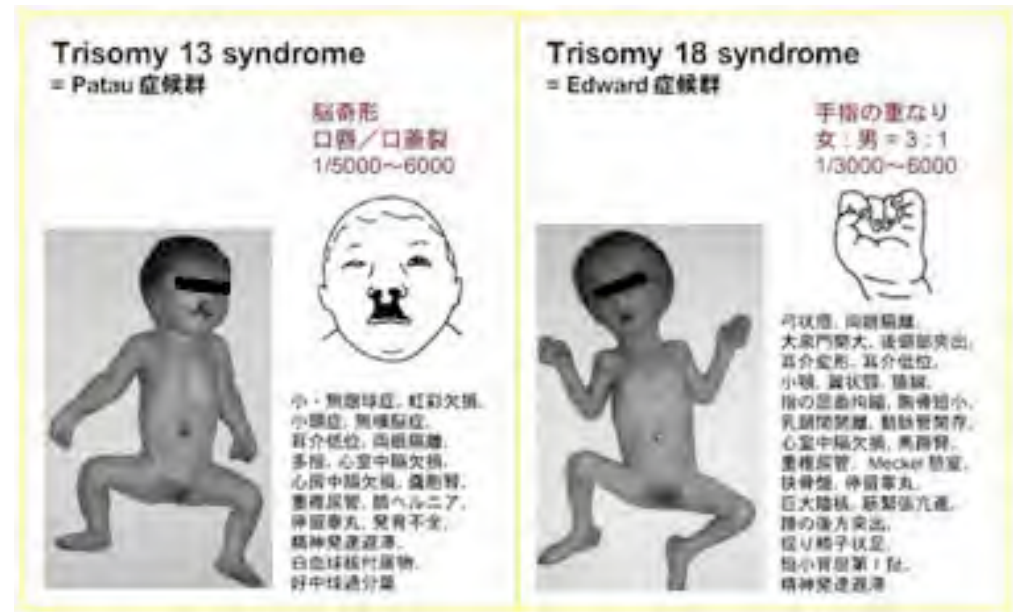 Trisomy 13 syndrome
= Patau 症候群
脳奇形
口唇／口蓋裂
1/5000〜6000
小・無眼球症, 虹彩欠損,
小頭症, 無嗅脳症,
耳介低位, 両眼隔離,
多指, 心室中隔欠損,
心房中隔欠損, 嚢胞腎,
重複尿管, 臍ヘルニア,
停留睾丸, 発育不全,
精神発達遅滞,
白血球核付属物,
好中球過分葉
Trisomy 18 syndrome
= Edward 症候群
手指の重なり
女 : 男 = 3 : 1
1/3000〜6000
両眼隔離,
大泉門開大, 後頭部突出,
耳介変形, 耳介低位,
小顎, 翼状頸,
指の屈曲拘縮, 胸骨短小,
乳頭間開離, 動脈管開存,
心室中隔欠損, 馬蹄腎,
重複尿管, Meckel 憩室,
狭骨盤, 停留睾丸,
巨大陰核, 筋緊張亢進,
踵の後方突出,
揺り椅子状足,
短小背屈第 I 趾,
精神発達遅滞